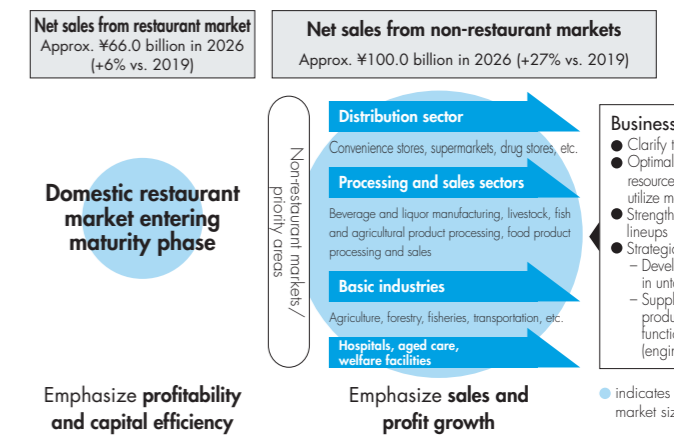 Net sales from restaurant market
Approx. ¥66.0 billion in 2026
(+6% vs. 2019)
Net sales from non-restaurant markets
Approx. ¥100.0 billion in 2026 (+27% vs. 2019)
Domestic restaurant
market entering
maturity phase
Non-restaurant markets/
priority areas
Distribution sector
Convenience stores, supermarkets, drug stores, etc.
Processing and sales sectors
Beverage and liquor manufacturing, livestock, fish
and agricultural product processing, food product
processing and sales
Basic industries
Agriculture, forestry, fisheries, transportation, etc.
Hospitals, aged care,
welfare facilities
Business
● Clarify
● Optimal
resource
utilize
● Strength
lineups
● Strategi
– Devel
in
– Suppl
produ
functi
(engin
Emphasize profitability
and capital efficiency
Emphasize sales and
profit growth
indicates
market